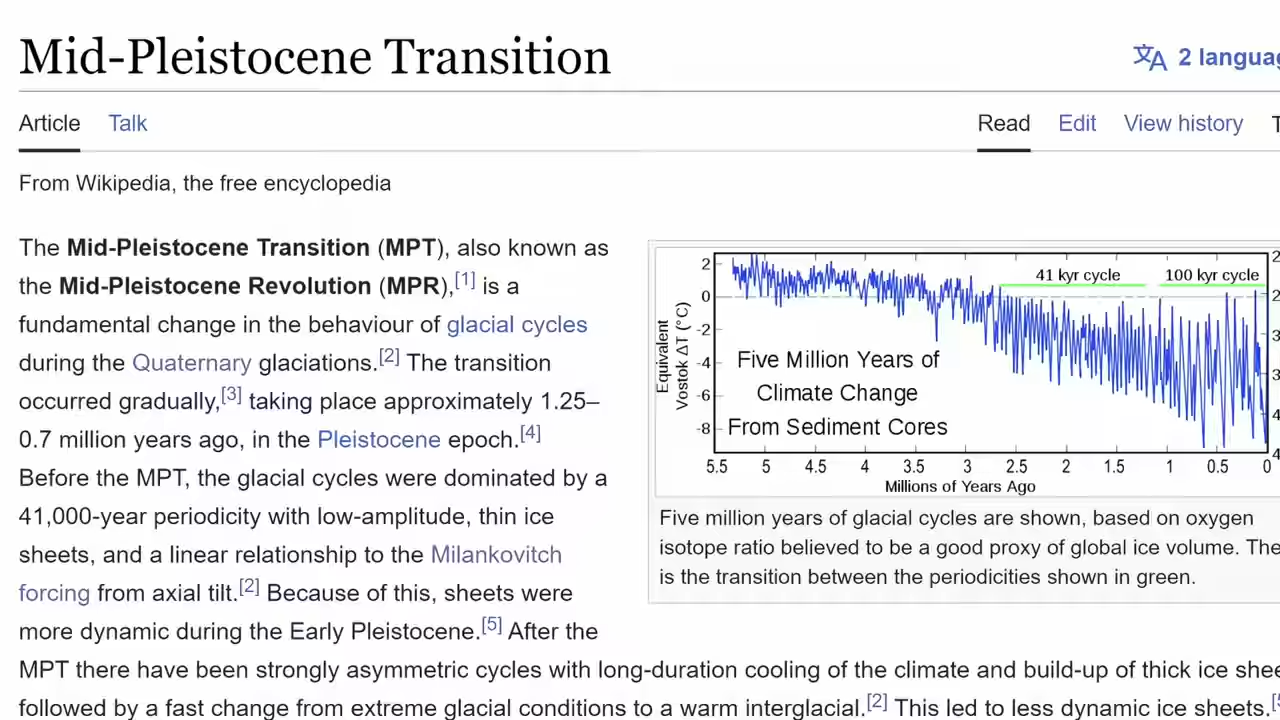 Mid-Pleistocene Transition
文A 2 languag
Article Talk
Read Edit View history T
From Wikipedia, the free encyclopedia
The Mid-Pleistocene Transition (MPT), also known as
the Mid-Pleistocene Revolution (MPR),[1] is a
fundamental change in the behaviour of glacial cycles
during the Quaternary glaciations.[2] The transition
occurred gradually,[3] taking place approximately 1.25–
0.7 million years ago, in the Pleistocene epoch.[4]
Before the MPT, the glacial cycles were dominated by a
41,000-year periodicity with low-amplitude, thin ice
sheets, and a linear relationship to the Milankovitch
forcing from axial tilt.[2] Because of this, sheets were
more dynamic during the Early Pleistocene.[5] After the
MPT there have been strongly asymmetric cycles with long-duration cooling of the climate and build-up of thick ice shee
followed by a fast change from extreme glacial conditions to a warm interglacial.[2] This led to less dynamic ice sheets.[5
41 kyr cycle 100 kyr cycle
Equivalent
Vostok ΔT (°C)
2
0
-2
-4
-6
-8
Five Million Years of
Climate Change
From Sediment Cores
2
2
3
3
4
4
5.5 5 4.5 4 3.5 3 2.5 2 1.5 1 0.5 0
Millions of Years Ago
Five million years of glacial cycles are shown, based on oxygen
isotope ratio believed to be a good proxy of global ice volume. The
is the transition between the periodicities shown in green.